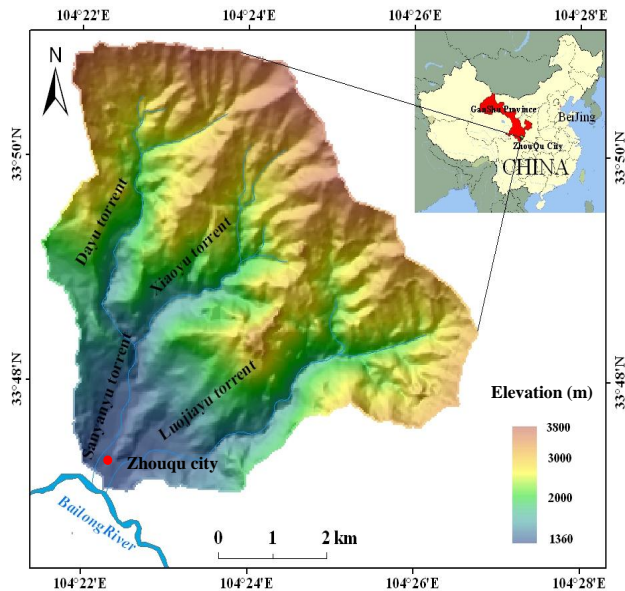 104°22'E 104°24'E 104°26'E 104°28'E
N
GanSu Province
BeiJing
ZhouQu City
CHINA
33°50'N
33°50'N
Dayu torrent
Xiaoyu torrent
33°48'N
33°48'N
Sanyanyu torrent
Luojiayu torrent
Elevation (m)
3800
3000
2000
1360
Zhouqu city
BailongRiver
0 1 2 km
104°22'E 104°24'E 104°26'E 104°28'E